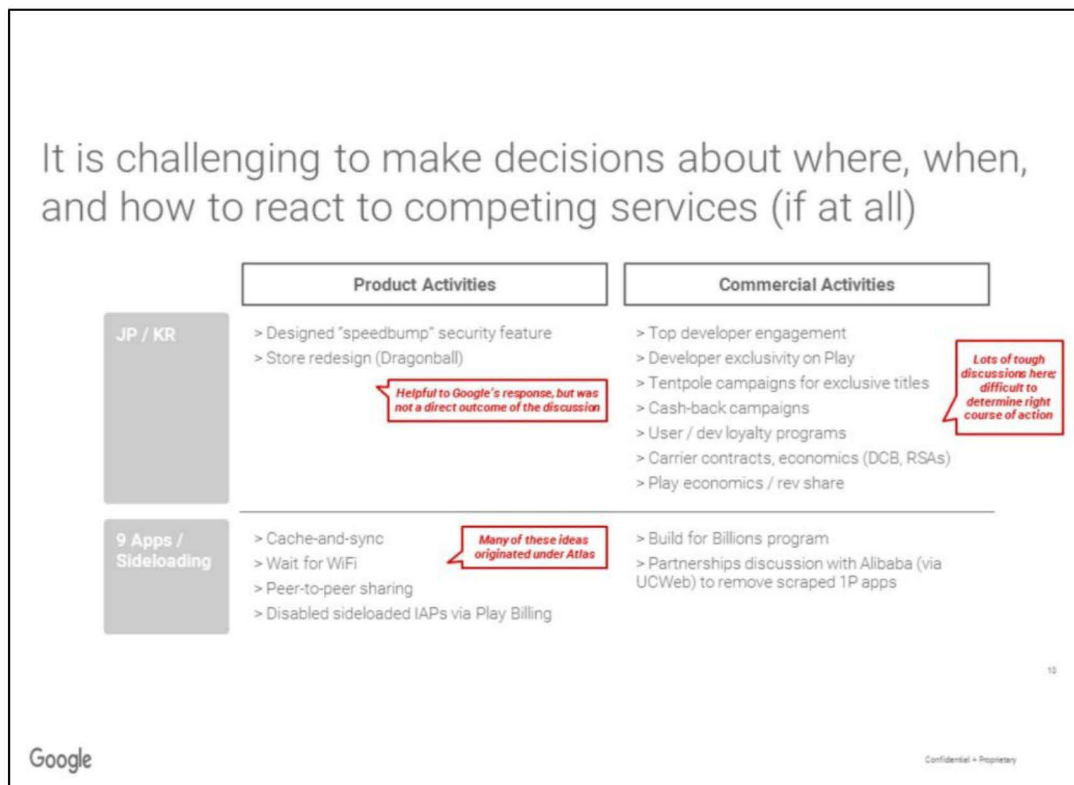 It is challenging to make decisions about where, when,
and how to react to competing services (if at all)
Product Activities
Commercial Activities
JP / KR
> Designed “speedbump” security feature
> Store redesign (Dragonball)
Helpful to Google’s response, but was
not a direct outcome of the discussion
> Top developer engagement
> Developer exclusivity on Play
> Tentpole campaigns for exclusive titles
> Cash-back campaigns
> User / dev loyalty programs
> Carrier contracts, economics (DCB, RSAs)
> Play economics / rev share
Lots of tough
discussions here;
difficult to
determine right
course of action
9 Apps /
Sideloading
> Cache-and-sync
> Wait for WiFi
> Peer-to-peer sharing
> Disabled sideloaded IAPs via Play Billing
Many of these ideas
originated under Atlas
> Build for Billions program
> Partnerships discussion with Alibaba (via
UCWeb) to remove scraped 1P apps
10
Google
Confidential + Proprietary